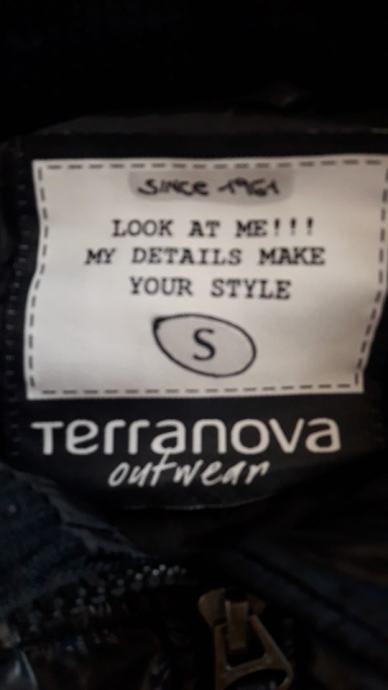 SINCE 1961
LOOK AT ME!!!
MY DETAILS MAKE
YOUR STYLE
S
Terranova
outwear